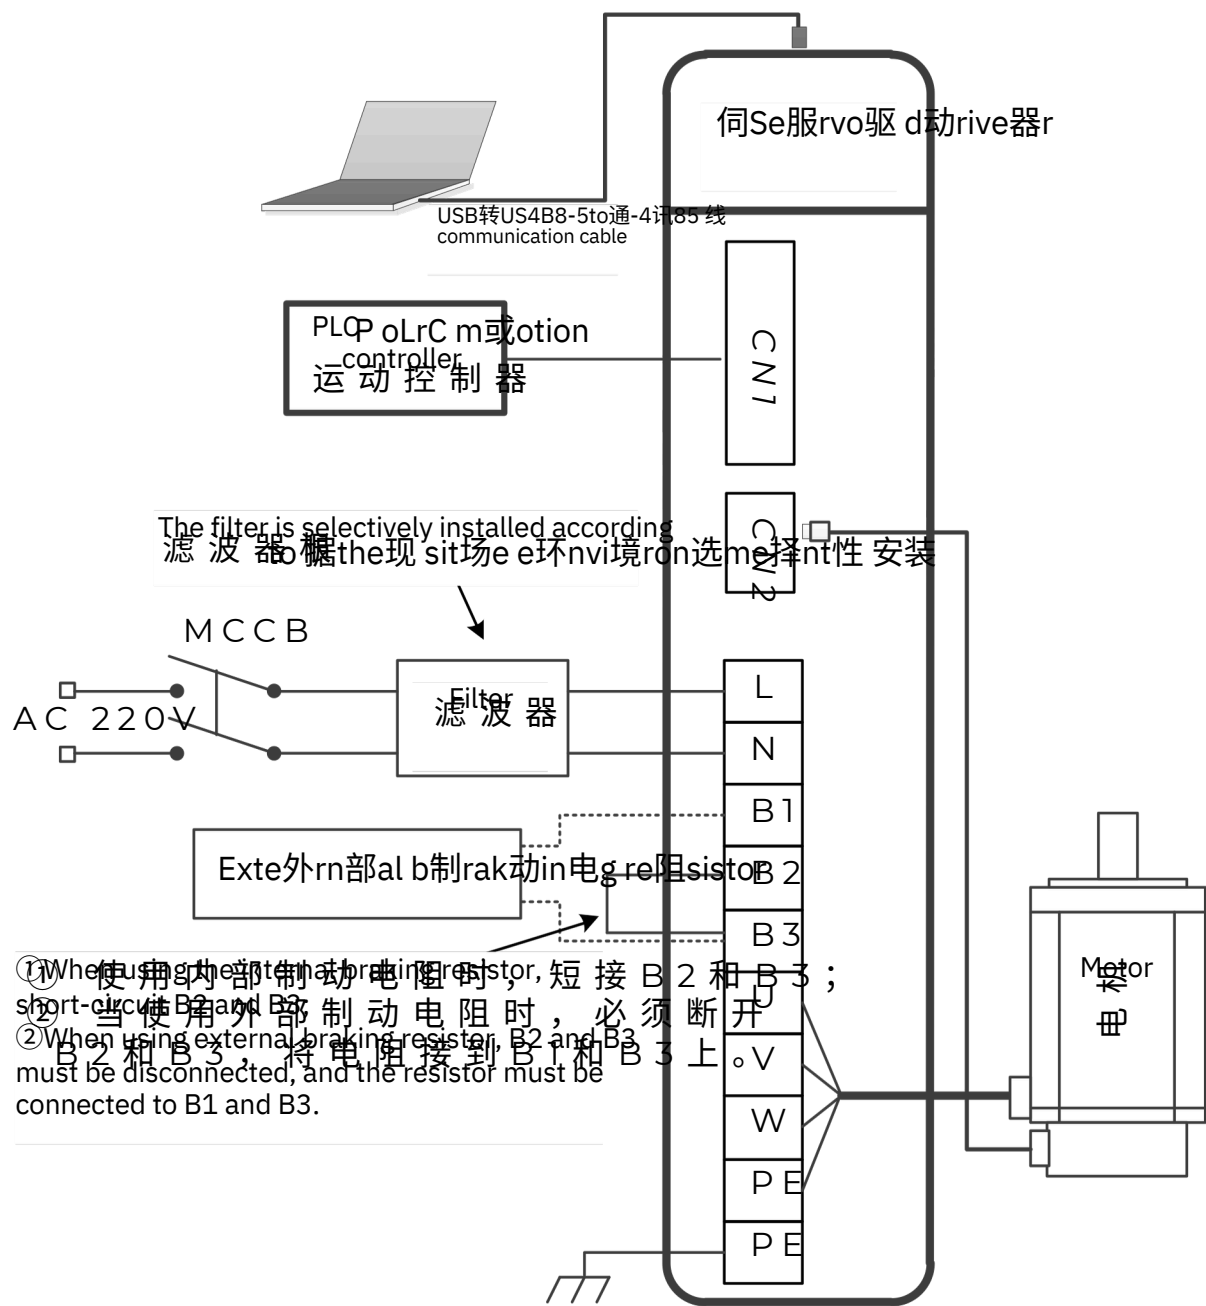 伺服驱动器
Servo driver
USB转485通讯线
USB-to-485
communication cable
PLC或
运动控制器
PLC or motion
controller
CN1
CN2
The filter is selectively installed according
to the site environment
滤波器根据现场环境选择性安装
MCCB
AC 220V
Filter
滤波器
L
N
B1
B2
B3
U
V
W
PE
PE
External braking resistor
外部制动电阻
①When using the internal braking resistor,
short-circuit B2 and B3;
②When using external braking resistor, B2 and B3
must be disconnected, and the resistor must be
connected to B1 and B3.
① 使用内部制动电阻时，短接B2和B3；
② 当使用外部制动电阻时，必须断开
B2和B3，将电阻接到B1和B3上。
Motor
电机